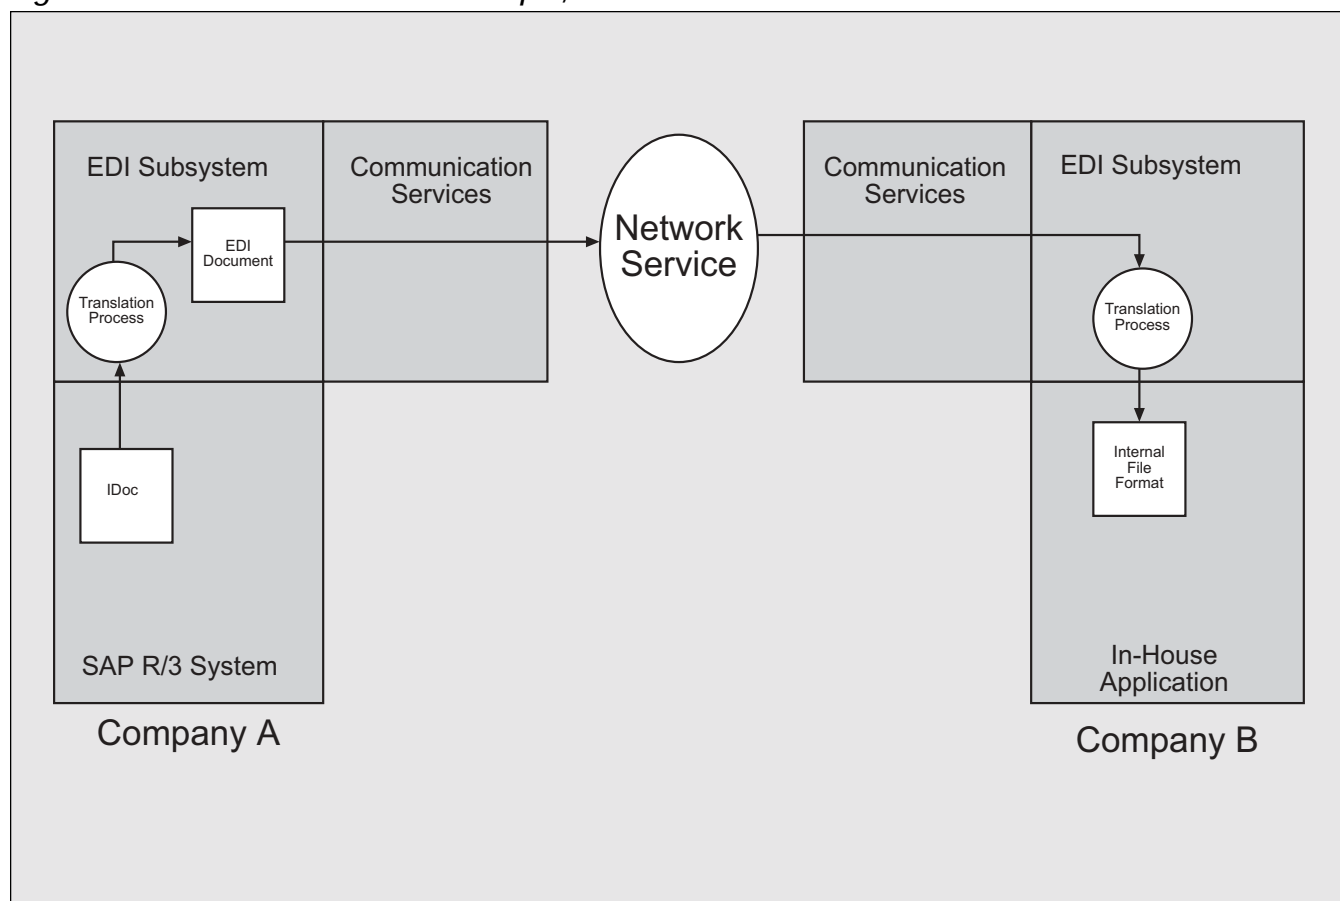 EDI Subsystem
Communication
Services
EDI
Document
Translation
Process
IDoc
SAP R/3 System
Company A
Network
Service
Communication
Services
EDI Subsystem
Translation
Process
Internal
File
Format
In-House
Application
Company B